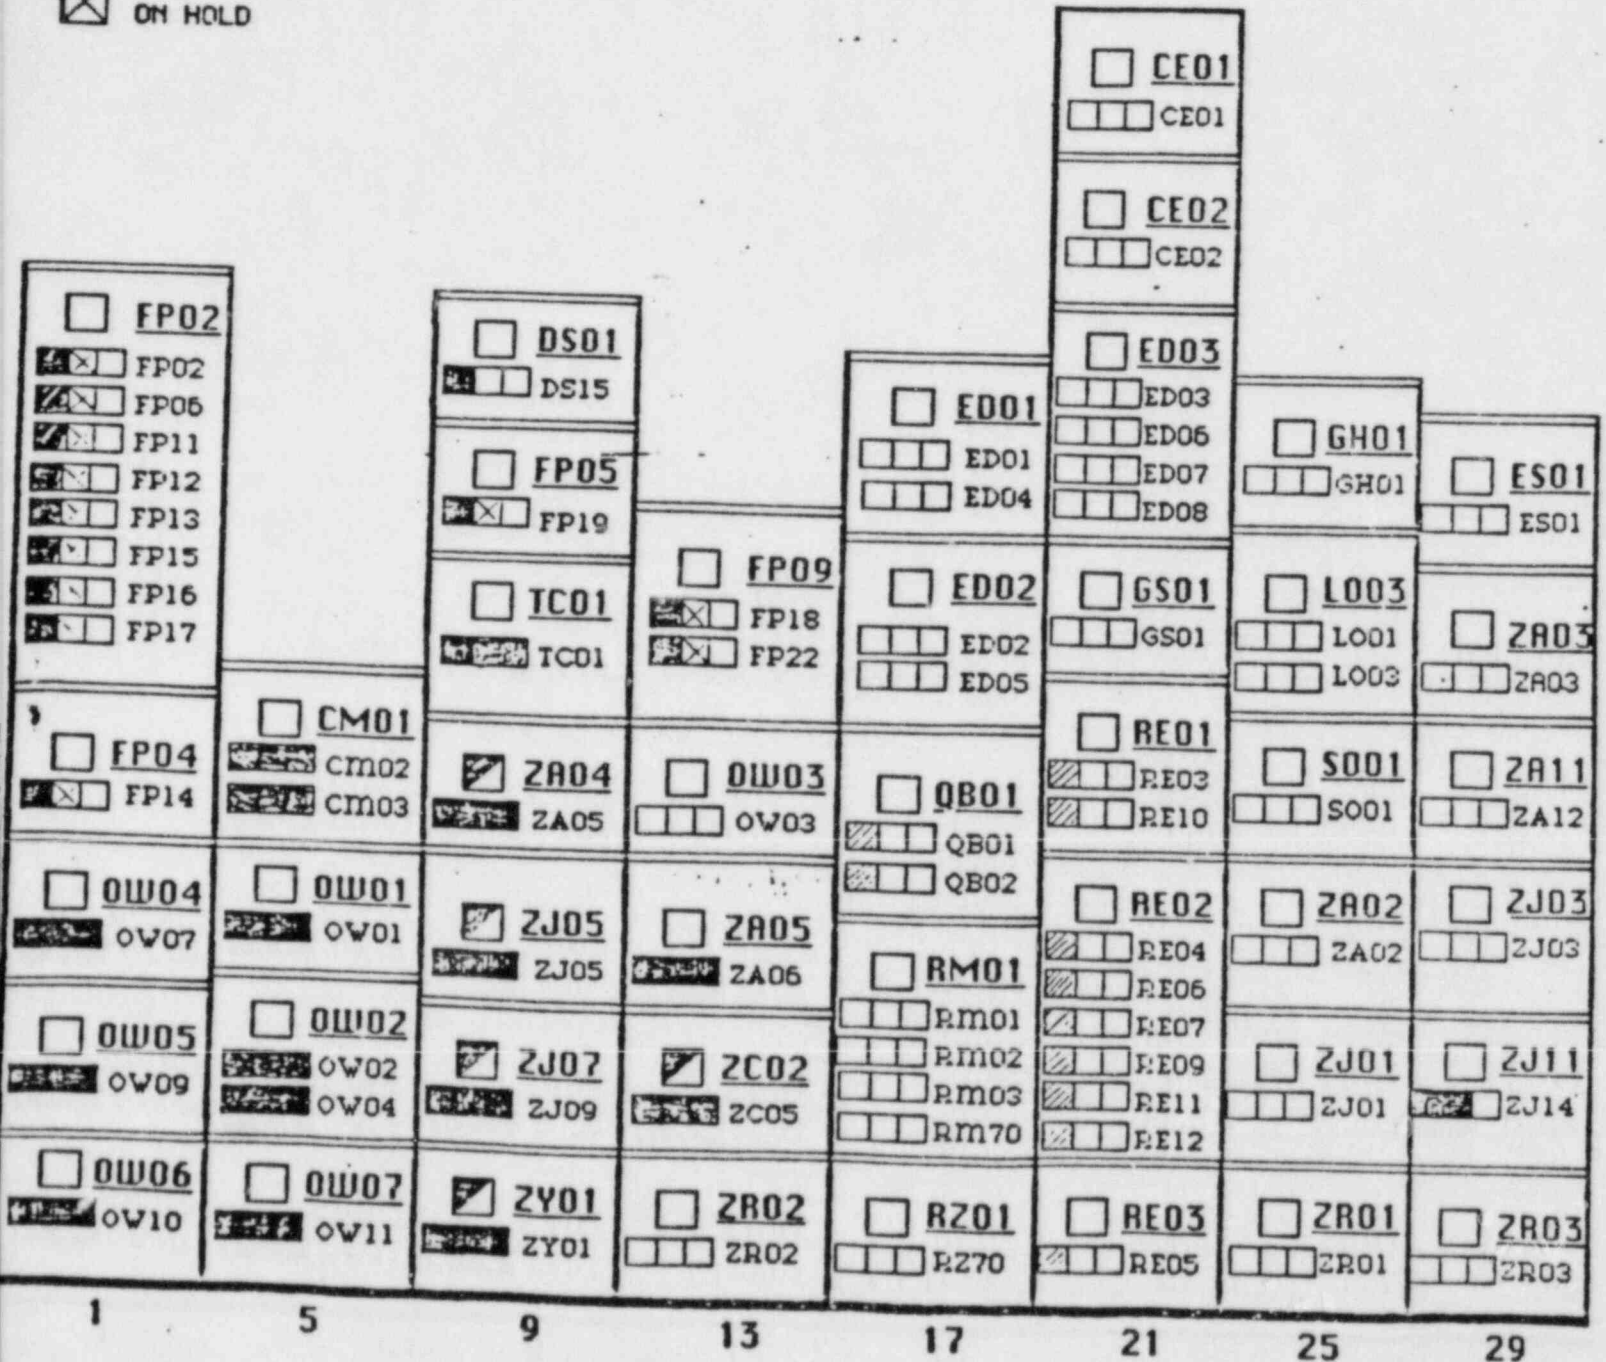 ON HOLD
FP02
FP02
FP06
FP11
FP12
FP13
FP15
FP16
FP17
FP04
FP14
OW04
OW07
OW05
OW09
OW06
OW10
1
CM01
CM02
CM03
OW01
OW01
OW02
OW02
OW04
OW07
OW11
5
DS01
DS15
FP05
FP19
TC01
TC01
ZA04
ZA05
ZJ05
ZJ05
ZJ07
ZJ09
ZY01
ZY01
9
FP09
FP18
FP22
OW03
OW03
ZA05
ZA06
ZC02
ZC05
ZR02
ZR02
13
ED01
ED01
ED04
ED02
ED02
ED05
QB01
QB01
QB02
RM01
RM01
RM02
RM03
RM70
RZ01
RZ70
17
CE01
CE01
CE02
CE02
ED03
ED03
ED06
ED07
ED08
GS01
GS01
RE01
RE03
RE10
RE02
RE04
RE06
RE07
RE09
RE11
RE12
RE03
RE05
21
GH01
GH01
LO03
LO01
LO03
SO01
SO01
ZA02
ZA02
ZJ01
ZJ01
ZR01
ZR01
25
ES01
ES01
ZA03
ZA03
ZA11
ZA12
ZJ03
ZJ03
ZJ11
ZJ14
ZR03
ZR03
29